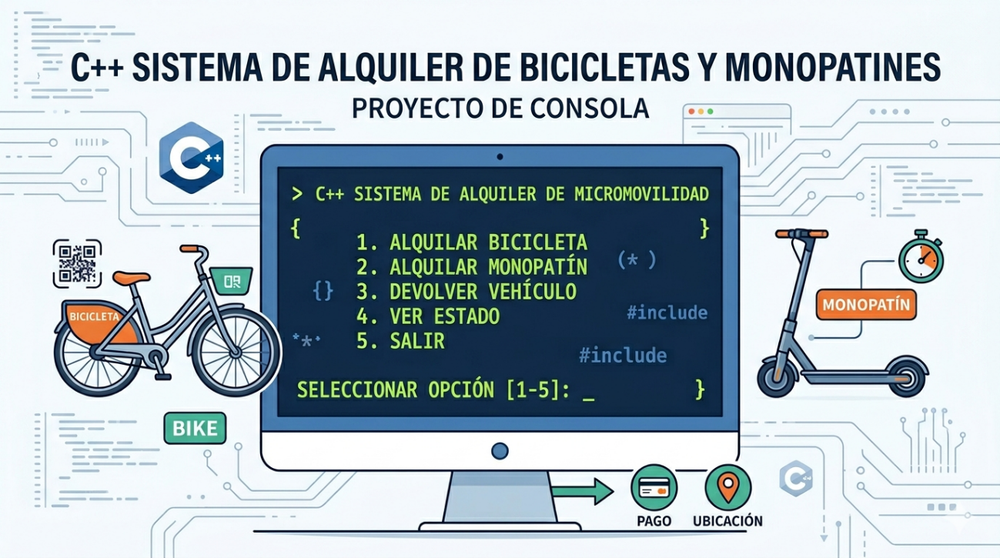 C++ SISTEMA DE ALQUILER DE BICICLETAS Y MONOPATINES
PROYECTO DE CONSOLA
C++
> C++ SISTEMA DE ALQUILER DE MICROMOVILIDAD
{ }
1. ALQUILAR BICICLETA
2. ALQUILAR MONOPATÍN
(* )
3. DEVOLVER VEHÍCULO
{}
4. VER ESTADO
#include
5. SALIR
**•
#include
SELECCIONAR OPCIÓN [1-5]: _ }
BICICLETA
MONOPATÍN
BIKE
C++
PAGO
UBICACIÓN